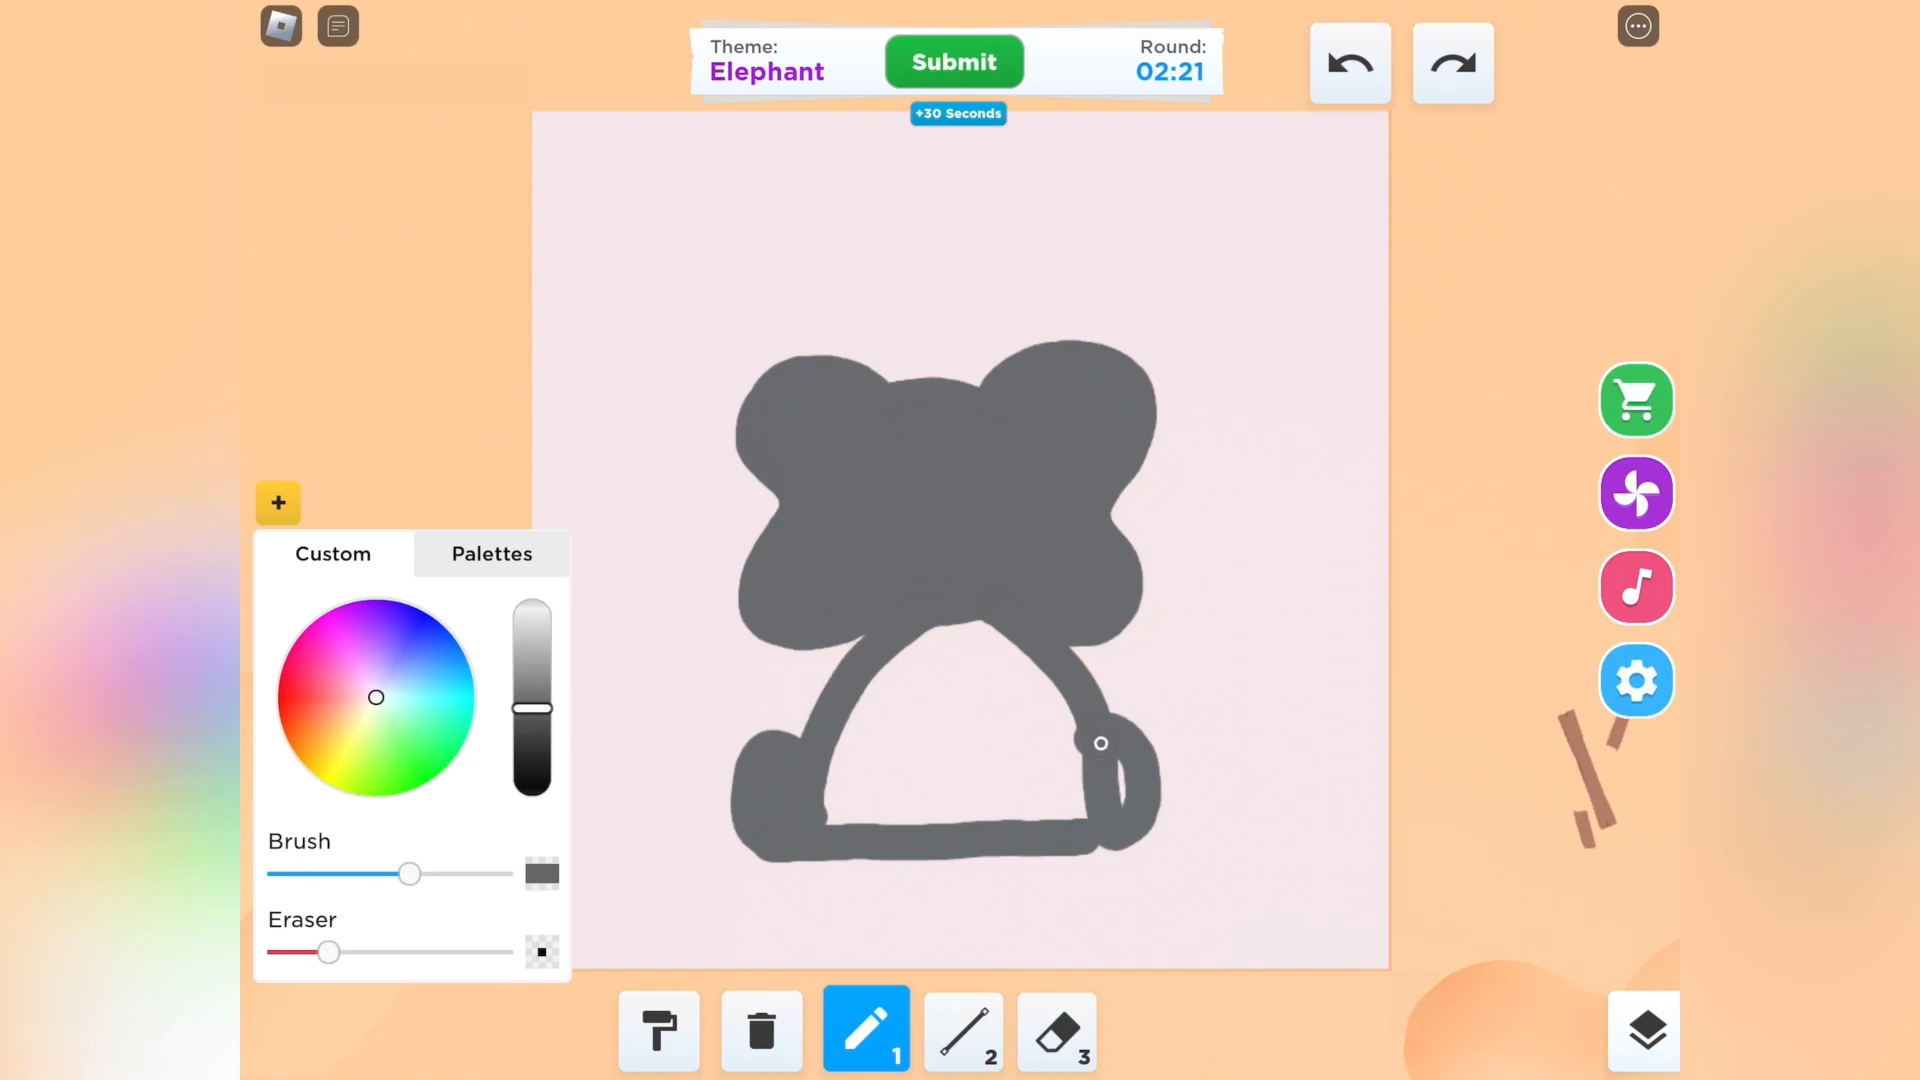 Theme:
Elephant
Submit
Round:
02:21
+30 Seconds
+
Custom
Palettes
Brush
Eraser
1
2
3